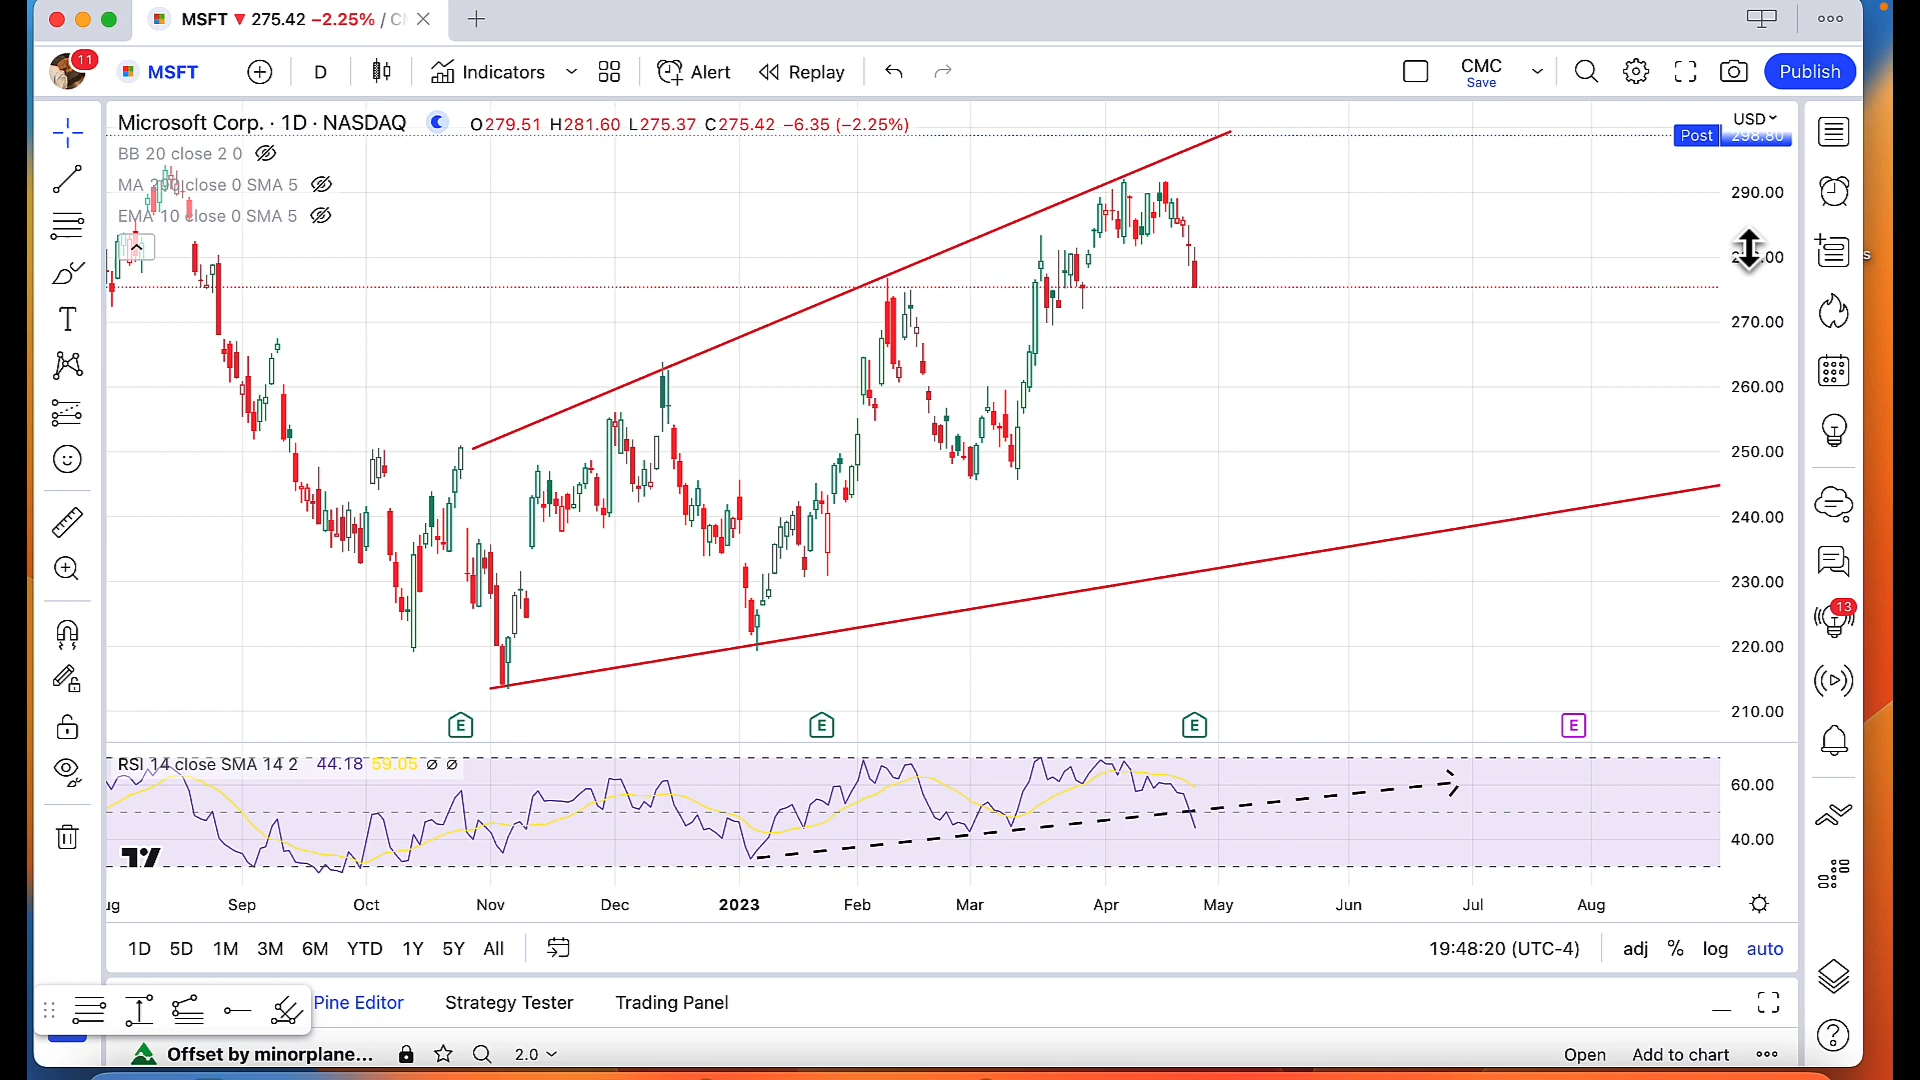 MSFT ▼ 275.42 −2.25% / C
11
MSFT
D
Indicators
Alert
Replay
CMC
Save
Publish
Microsoft Corp. · 1D · NASDAQ
O279.51 H281.60 L275.37 C275.42 −6.35 (−2.25%)
USD
Post 298.80
BB 20 close 2 0
MA 200 close 0 SMA 5
EMA 10 close 0 SMA 5
290.00
270.00
260.00
250.00
240.00
230.00
220.00
210.00
E E E E
13
RSI 14 close SMA 14 2 44.18 59.05 ø ø
60.00
40.00
Sep Oct Nov Dec 2023 Feb Mar Apr May Jun Jul Aug
1D 5D 1M 3M 6M YTD 1Y 5Y All
19:48:20 (UTC-4) adj % log auto
Pine Editor Strategy Tester Trading Panel
Offset by minorplane... 2.0
Open Add to chart